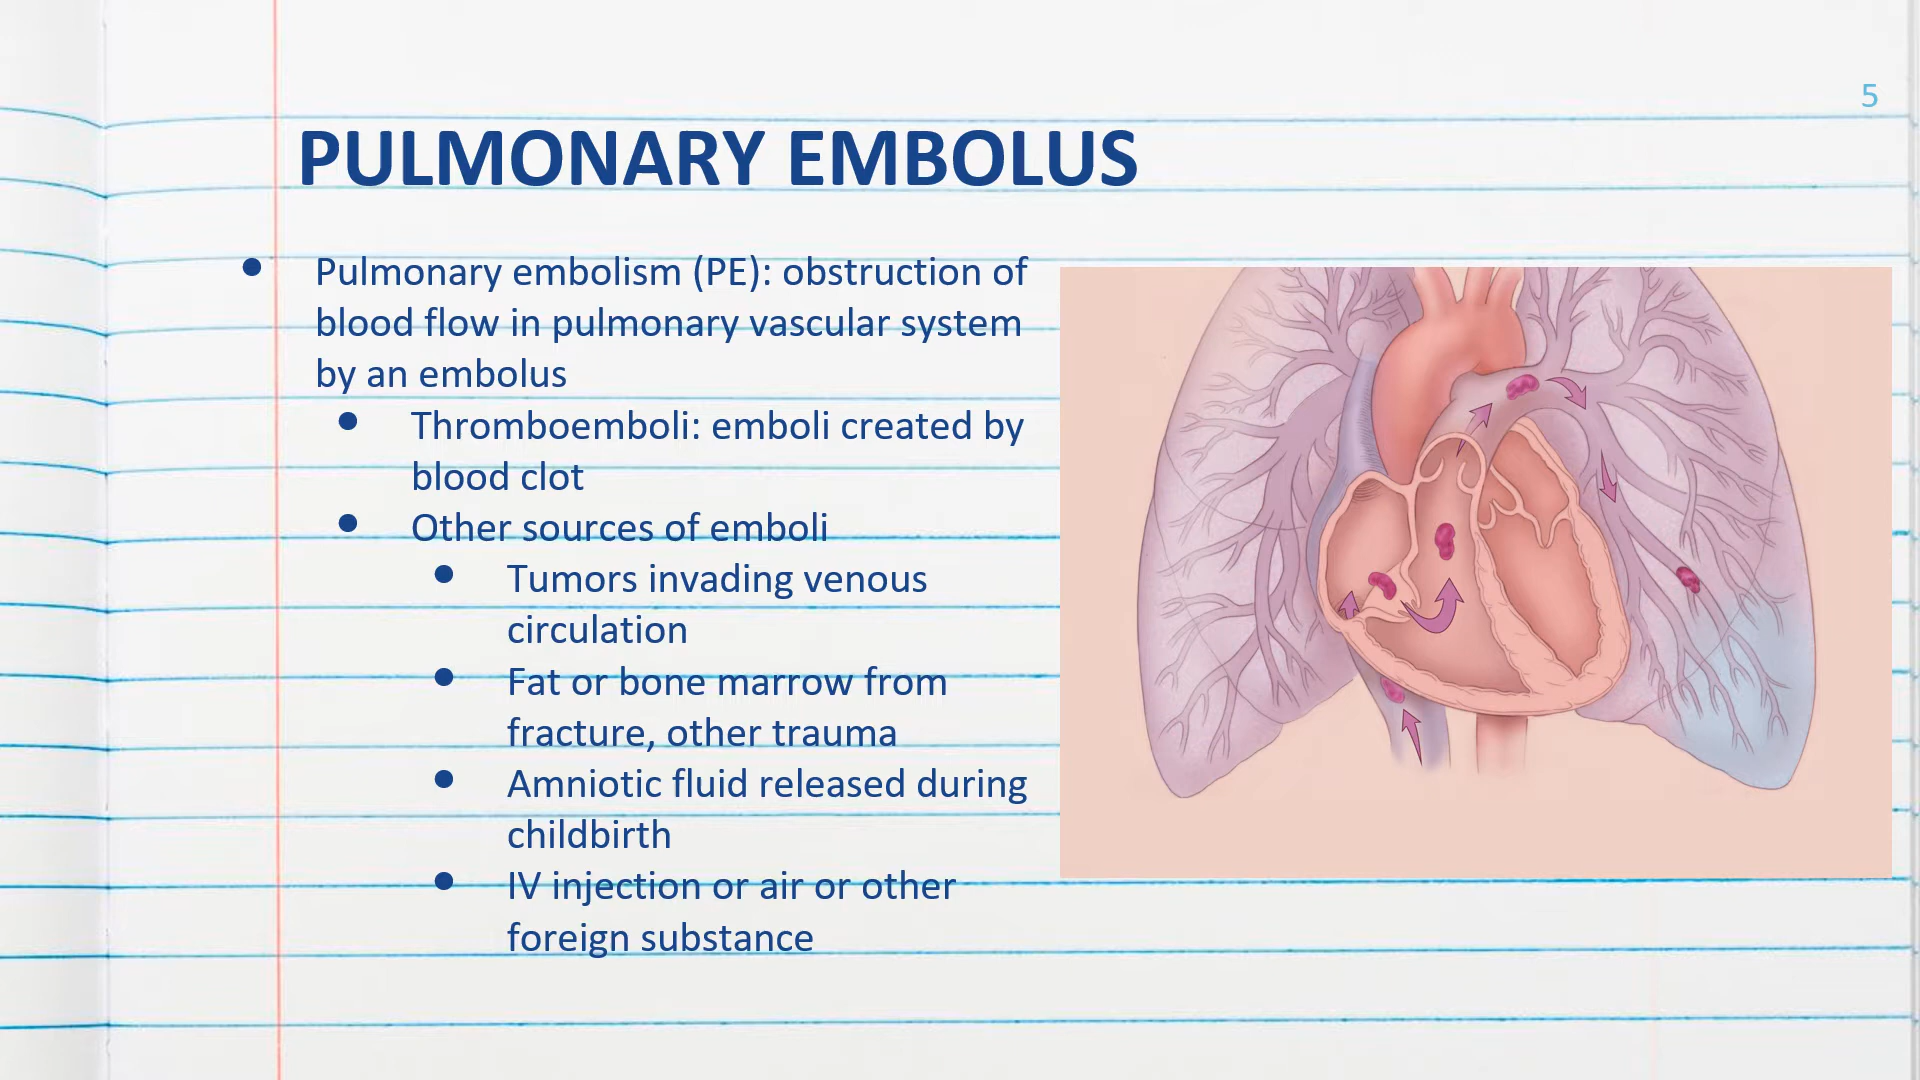 5
PULMONARY EMBOLUS
• Pulmonary embolism (PE): obstruction of
blood flow in pulmonary vascular system
by an embolus
• Thromboemboli: emboli created by
blood clot
• Other sources of emboli
• Tumors invading venous
circulation
• Fat or bone marrow from
fracture, other trauma
• Amniotic fluid released during
childbirth
• IV injection or air or other
foreign substance